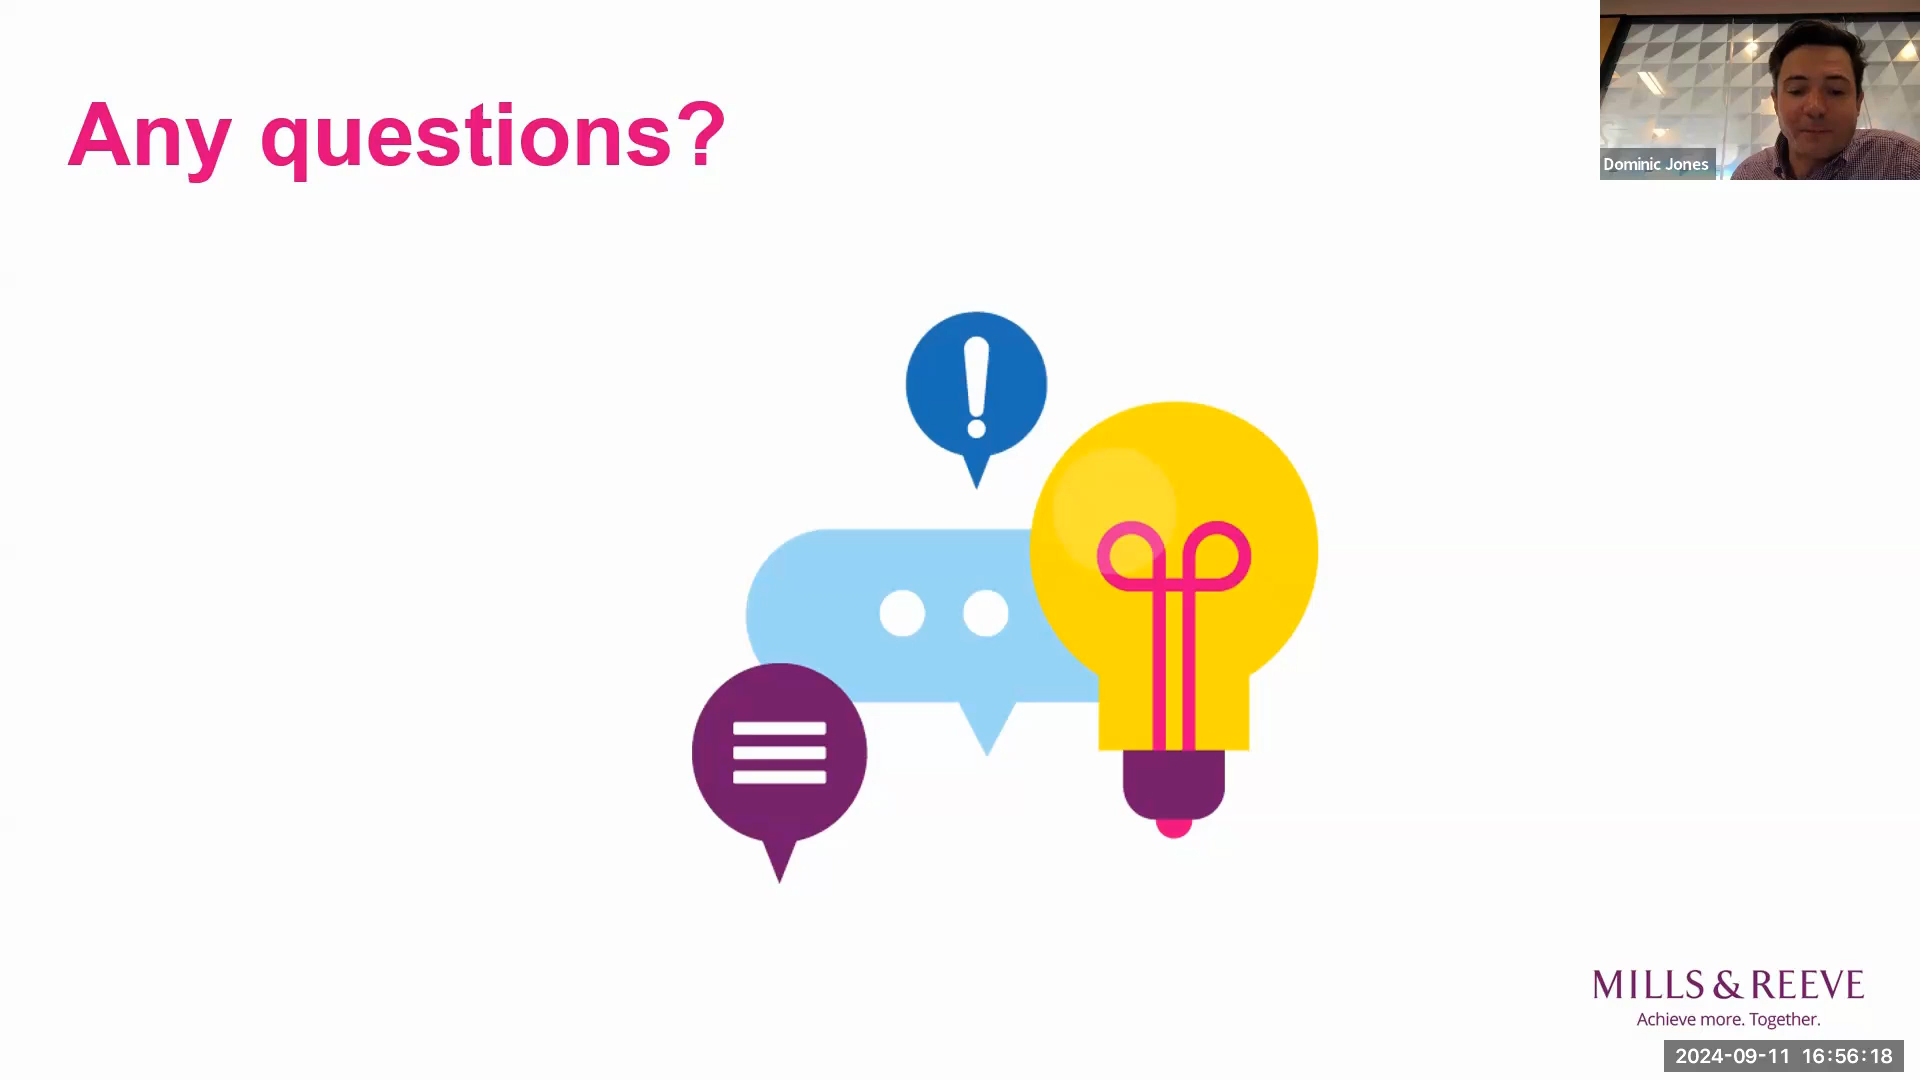 Any questions?
Dominic Jones
MILLS & REEVE
Achieve more. Together.
2024-09-11 16:56:18